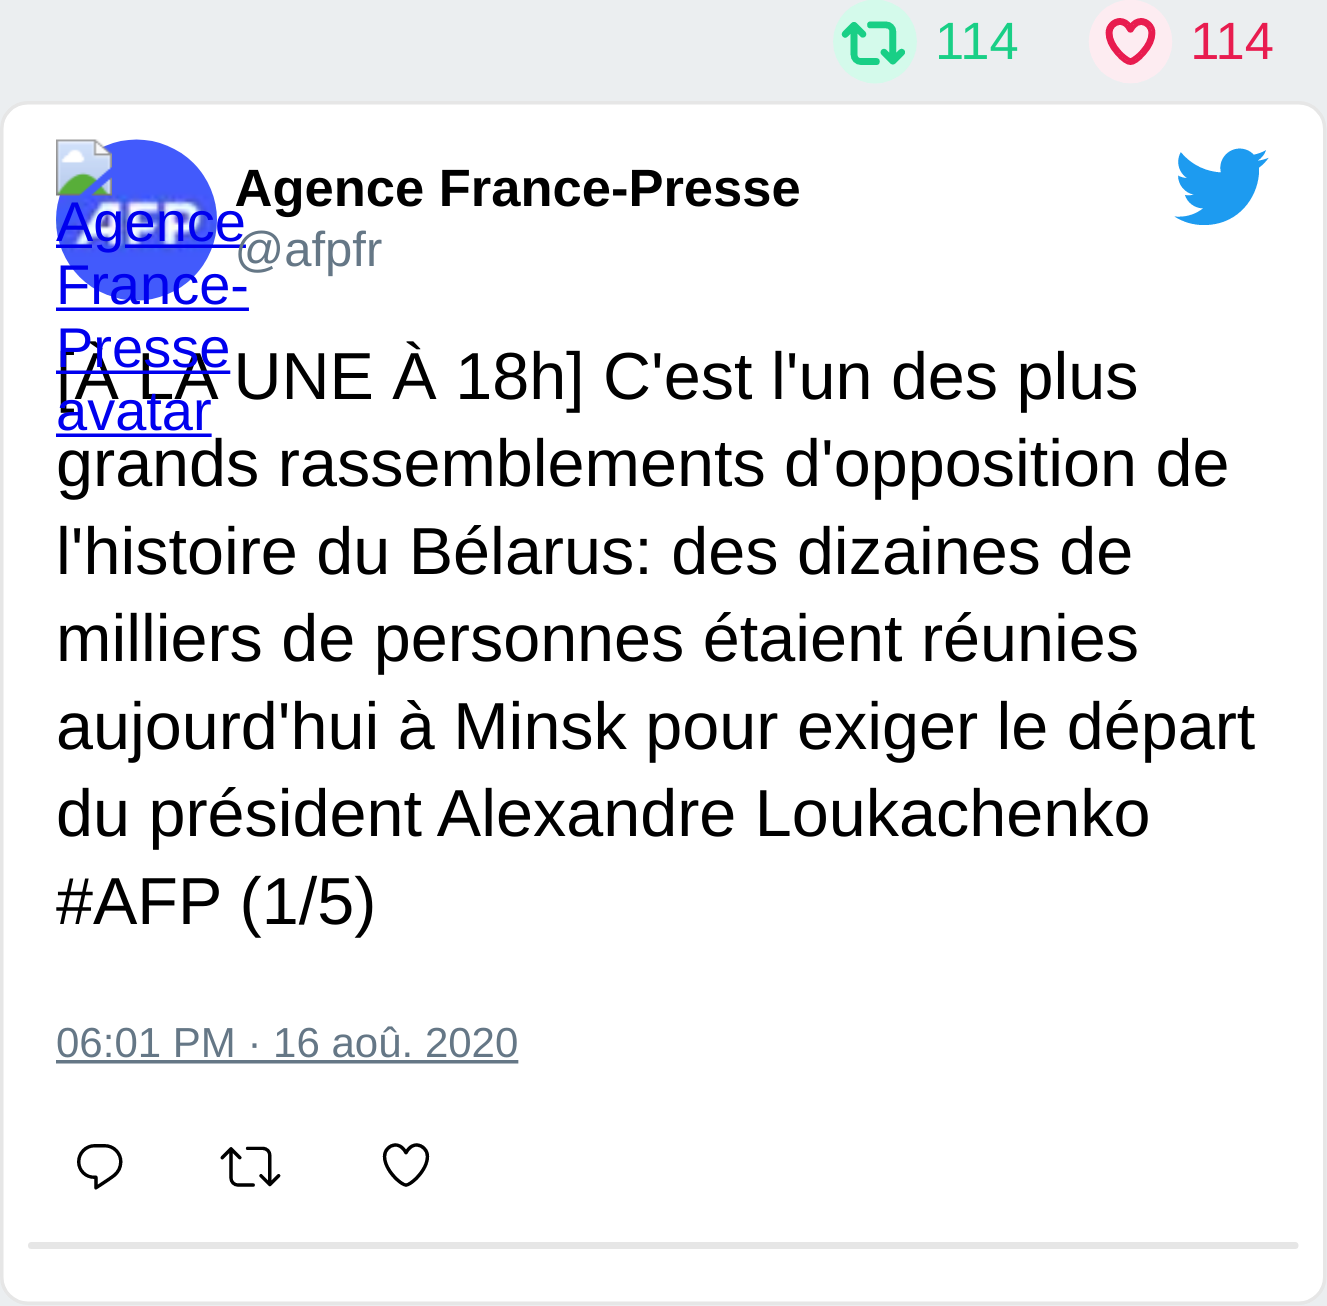 114 114
Agence France-Presse
@afpfr
AFP
Agence
France-
Presse
avatar
[À LA UNE À 18h] C'est l'un des plus
grands rassemblements d'opposition de
l'histoire du Bélarus: des dizaines de
milliers de personnes étaient réunies
aujourd'hui à Minsk pour exiger le départ
du président Alexandre Loukachenko
#AFP (1/5)
06:01 PM · 16 aoû. 2020